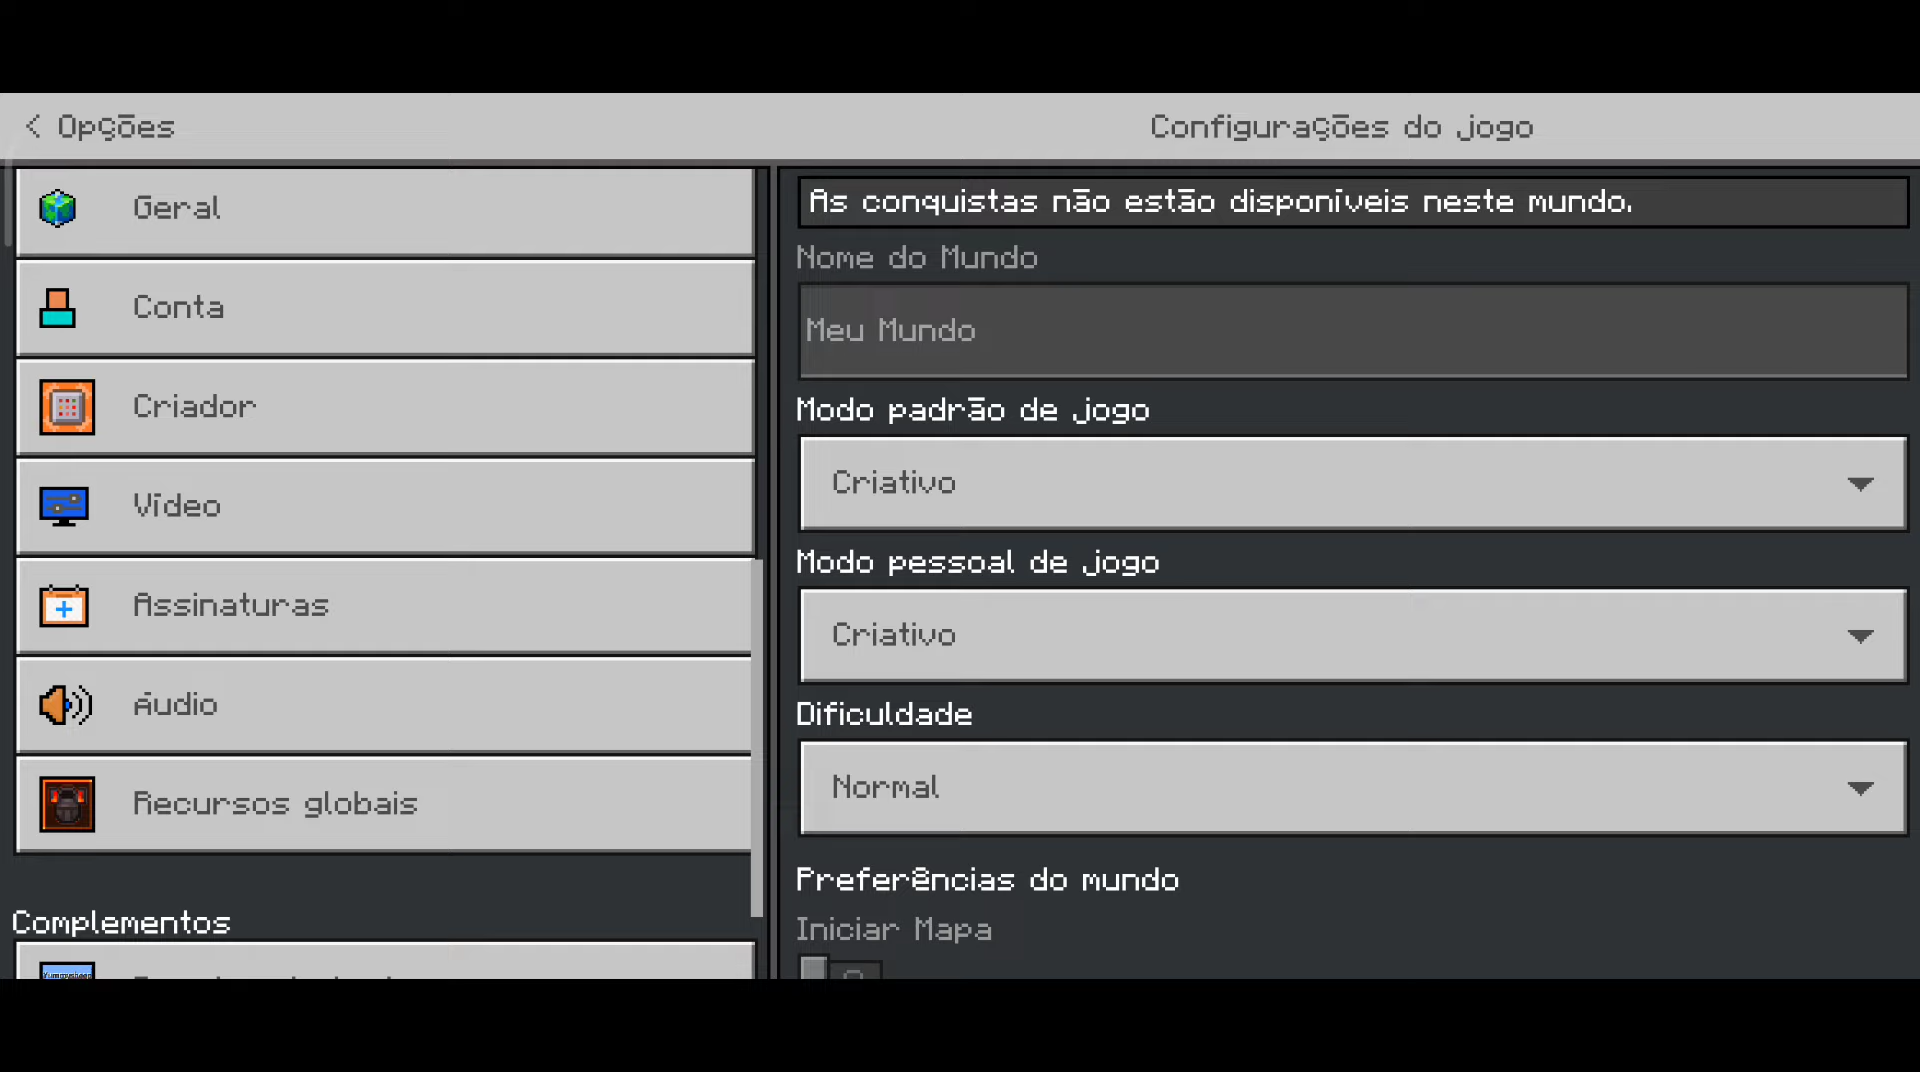 Opções
Configurações do jogo
Geral
Conta
Criador
Vídeo
Assinaturas
Áudio
Recursos globais
Complementos
Yummysheep
As conquistas não estão disponíveis neste mundo.
Nome do Mundo
Meu Mundo
Modo padrão de jogo
Criativo
Modo pessoal de jogo
Criativo
Dificuldade
Normal
Preferências do mundo
Iniciar Mapa